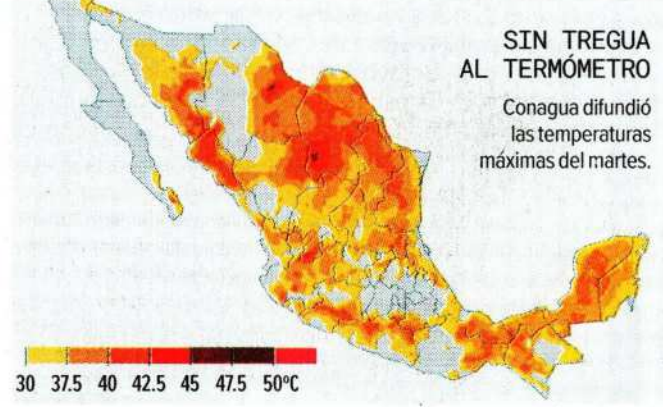 SIN TREGUA
AL TERMÓMETRO
Conagua difundió
las temperaturas
máximas del martes.
30 37.5 40 42.5 45 47.5 50ºC